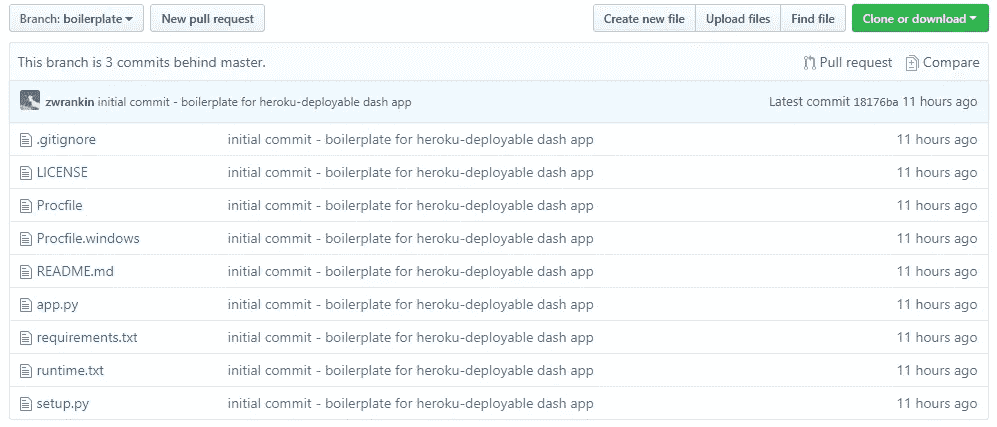 Branch: boilerplate New pull request Create new file Upload files Find file Clone or download
This branch is 3 commits behind master. Pull request Compare
zwrankin initial commit - boilerplate for heroku-deployable dash app Latest commit 18176ba 11 hours ago
.gitignore initial commit - boilerplate for heroku-deployable dash app 11 hours ago
LICENSE initial commit - boilerplate for heroku-deployable dash app 11 hours ago
Procfile initial commit - boilerplate for heroku-deployable dash app 11 hours ago
Procfile.windows initial commit - boilerplate for heroku-deployable dash app 11 hours ago
README.md initial commit - boilerplate for heroku-deployable dash app 11 hours ago
app.py initial commit - boilerplate for heroku-deployable dash app 11 hours ago
requirements.txt initial commit - boilerplate for heroku-deployable dash app 11 hours ago
runtime.txt initial commit - boilerplate for heroku-deployable dash app 11 hours ago
setup.py initial commit - boilerplate for heroku-deployable dash app 11 hours ago